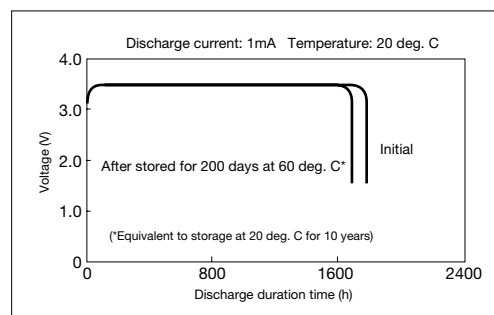 Discharge current: 1mA Temperature: 20 deg. C
4.0
3.0
2.0
1.0
0
Voltage (V)
Initial
After stored for 200 days at 60 deg. C*
(*Equivalent to storage at 20 deg. C for 10 years)
0 800 1600 2400
Discharge duration time (h)